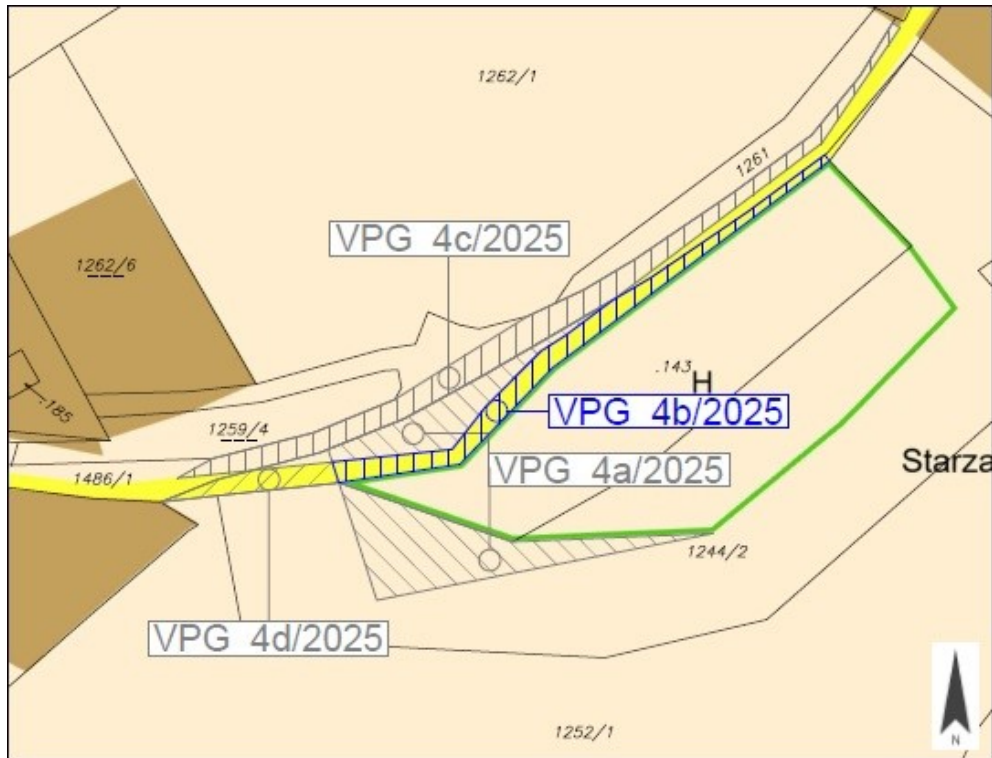 1262/1
1261
VPG 4c/2025
1262/6
.143
H
.185
VPG 4b/2025
1259/4
Starza
VPG 4a/2025
1486/1
1244/2
VPG 4d/2025
1252/1
N